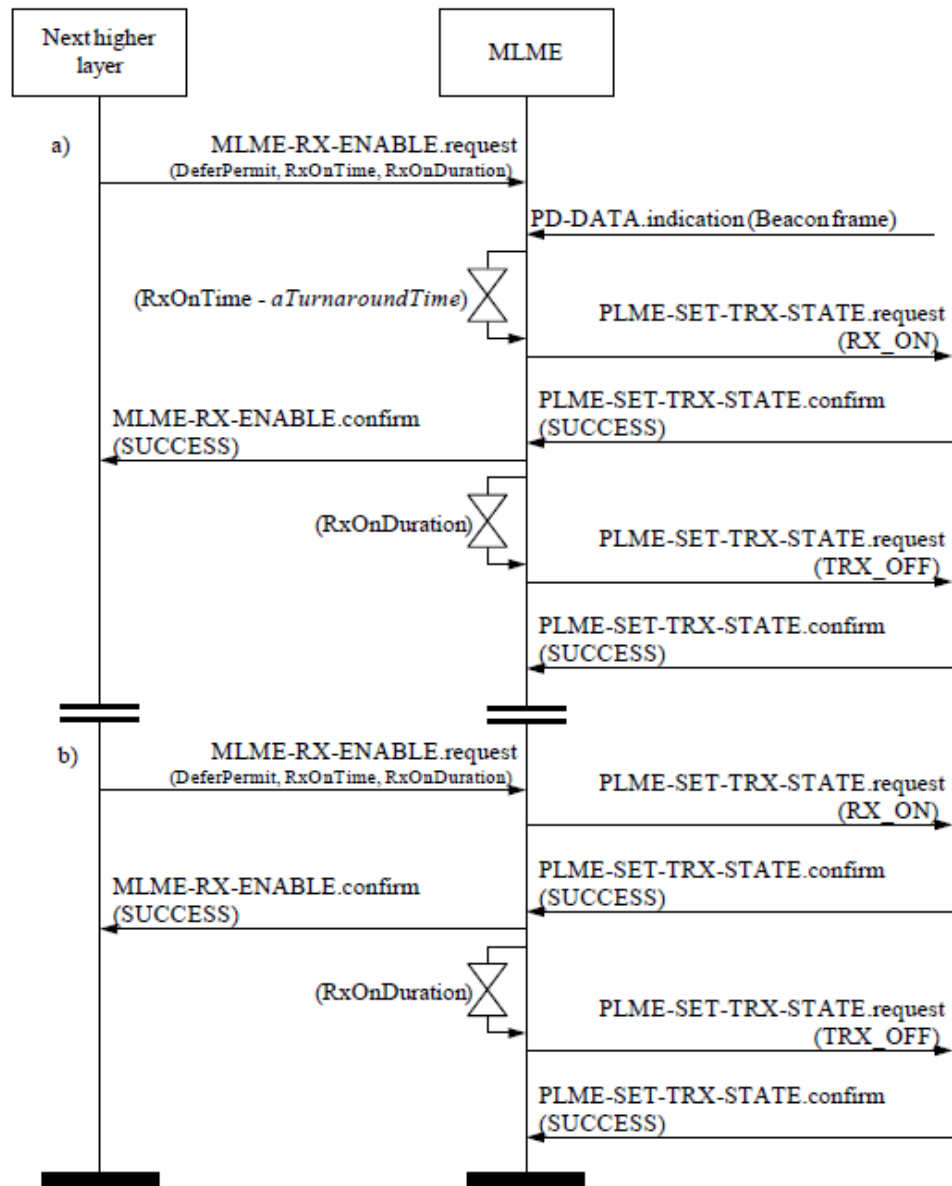 Next higher
layer
MLME
a)
MLME-RX-ENABLE.request
(DeferPermit, RxOnTime, RxOnDuration)
PD-DATA.indication (Beacon frame)
(RxOnTime - aTurnaroundTime)
PLME-SET-TRX-STATE.request
(RX_ON)
PLME-SET-TRX-STATE.confirm
(SUCCESS)
MLME-RX-ENABLE.confirm
(SUCCESS)
(RxOnDuration)
PLME-SET-TRX-STATE.request
(TRX_OFF)
PLME-SET-TRX-STATE.confirm
(SUCCESS)
b)
MLME-RX-ENABLE.request
(DeferPermit, RxOnTime, RxOnDuration)
PLME-SET-TRX-STATE.request
(RX_ON)
PLME-SET-TRX-STATE.confirm
(SUCCESS)
MLME-RX-ENABLE.confirm
(SUCCESS)
(RxOnDuration)
PLME-SET-TRX-STATE.request
(TRX_OFF)
PLME-SET-TRX-STATE.confirm
(SUCCESS)